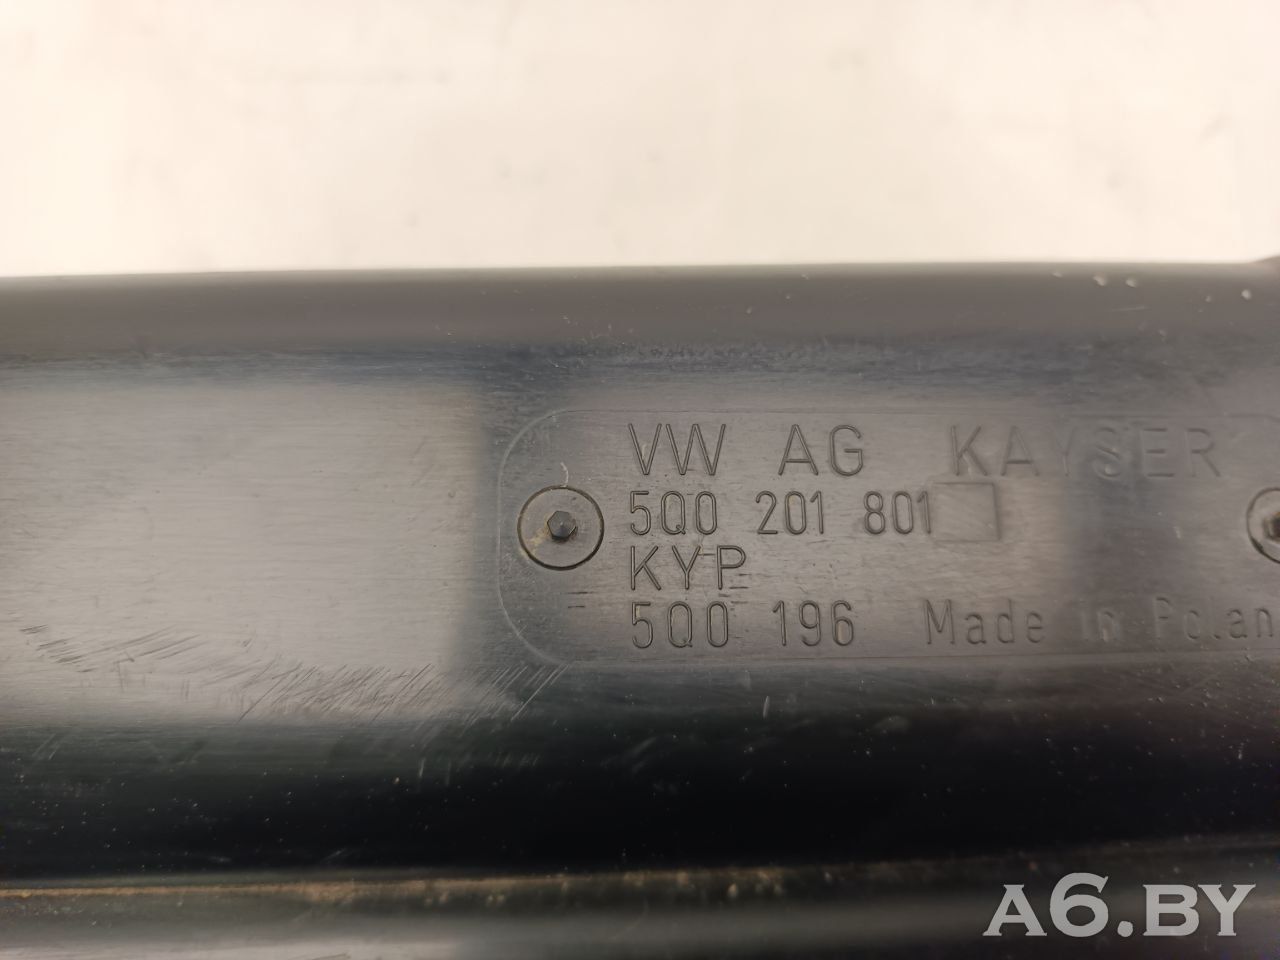 VW AG KAYSER
5Q0 201 801
KYP
5Q0 196 Made in Polan
A6.BY